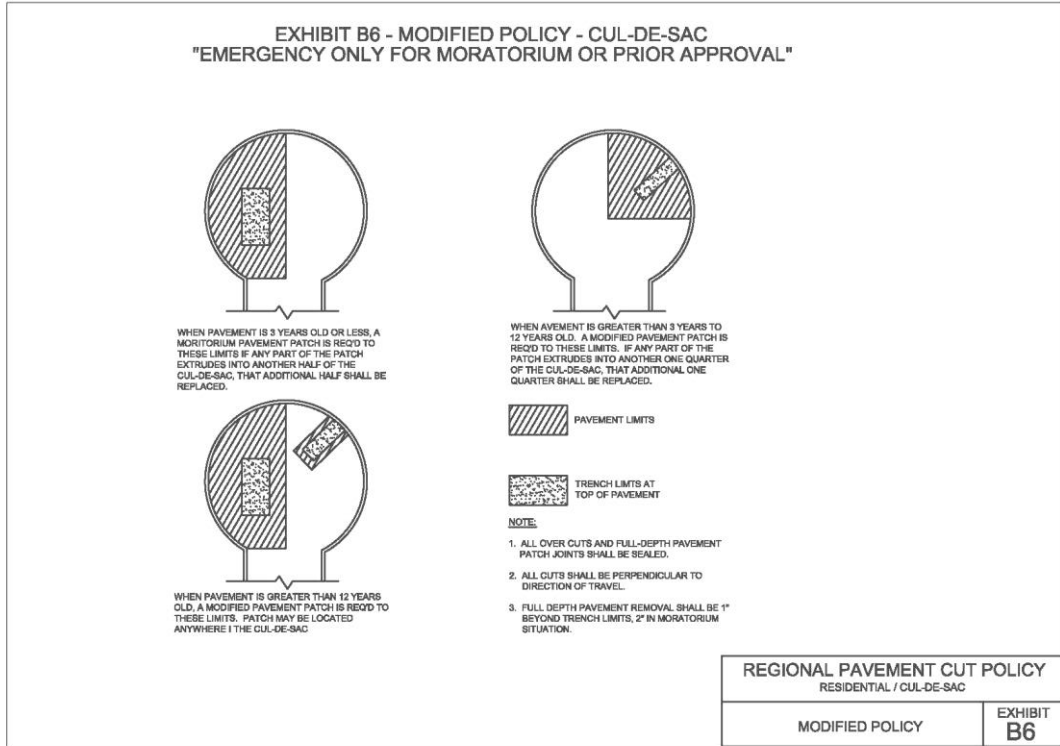 EXHIBIT B6 - MODIFIED POLICY - CUL-DE-SAC
"EMERGENCY ONLY FOR MORATORIUM OR PRIOR APPROVAL"
WHEN PAVEMENT IS 3 YEARS OLD OR LESS, A
MORITORIUM PAVEMENT PATCH IS REQ'D TO
THESE LIMITS IF ANY PART OF THE PATCH
EXTRUDES INTO ANOTHER HALF OF THE
CUL-DE-SAC, THAT ADDITIONAL HALF SHALL BE
REPLACED.
WHEN AVEMENT IS GREATER THAN 3 YEARS TO
12 YEARS OLD. A MODIFIED PAVEMENT PATCH IS
REQ'D TO THESE LIMITS. IF ANY PART OF THE
PATCH EXTRUDES INTO ANOTHER ONE QUARTER
OF THE CUL-DE-SAC, THAT ADDITIONAL ONE
QUARTER SHALL BE REPLACED.
WHEN PAVEMENT IS GREATER THAN 12 YEARS
OLD, A MODIFIED PAVEMENT PATCH IS REQ'D TO
THESE LIMITS. PATCH MAY BE LOCATED
ANYWHERE I THE CUL-DE-SAC
PAVEMENT LIMITS
TRENCH LIMTS AT
TOP OF PAVEMENT
NOTE:
1. ALL OVER CUTS AND FULL-DEPTH PAVEMENT
PATCH JOINTS SHALL BE SEALED.
2. ALL CUTS SHALL BE PERPENDICULAR TO
DIRECTION OF TRAVEL.
3. FULL DEPTH PAVEMENT REMOVAL SHALL BE 1"
BEYOND TRENCH LIMITS, 2" IN MORATORIUM
SITUATION.
REGIONAL PAVEMENT CUT POLICY
RESIDENTIAL / CUL-DE-SAC
MODIFIED POLICY
EXHIBIT
B6